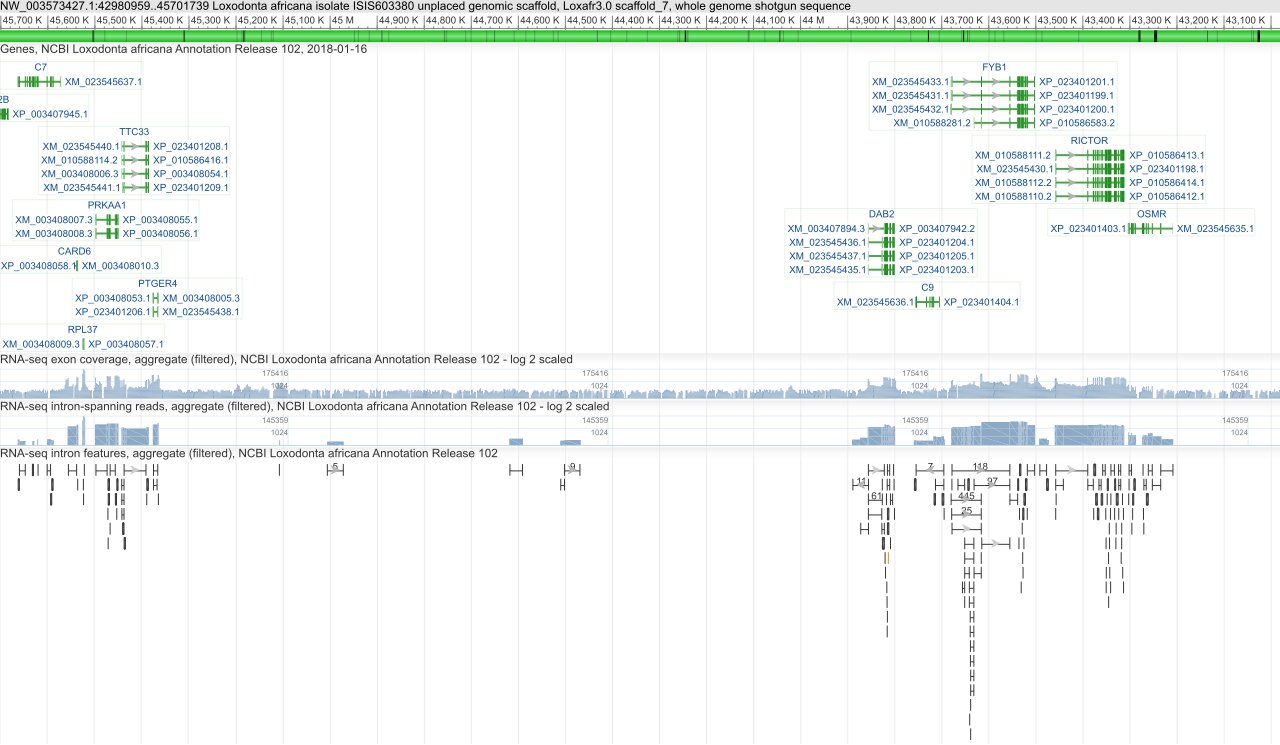 NW_003573427.1:42980959..45701739 Loxodonta africana isolate ISIS603380 unplaced genomic scaffold, Loxafr3.0 scaffold_7, whole genome shotgun sequence
45,700 K 45,600 K 45,500 K 45,400 K 45,300 K 45,200 K 45,100 K 45 M 44,900 K 44,800 K 44,700 K 44,600 K 44,500 K 44,400 K 44,300 K 44,200 K 44,100 K 44 M 43,900 K 43,800 K 43,700 K 43,600 K 43,500 K 43,400 K 43,300 K 43,200 K 43,100 K
Genes, NCBI Loxodonta africana Annotation Release 102, 2018-01-16
C7 FYB1
XM_023545637.1 XM_023545433.1 XP_023401201.1
XM_023545431.1 XP_023401199.1
2B
XP_003407945.1 XM_023545432.1 XP_023401200.1
XM_010588281.2 XP_010586583.2
TTC33 RICTOR
XM_023545440.1 XP_023401208.1
XM_010588114.2 XP_010586416.1 XM_010588111.2 XP_010586413.1
XM_003408006.3 XP_003408054.1 XM_023545430.1 XP_023401198.1
XM_023545441.1 XP_023401209.1 XM_010588112.2 XP_010586414.1
XM_010588110.2 XP_010586412.1
PRKAA1 DAB2 OSMR
XM_003408007.3 XP_003408055.1
XM_003408008.3 XP_003408056.1 XM_003407894.3 XP_003407942.2 XP_023401403.1 XM_023545635.1
XM_023545436.1 XP_023401204.1
CARD6 XM_023545437.1 XP_023401205.1
XP_003408058.1 XM_003408010.3 XM_023545435.1 XP_023401203.1
PTGER4 C9
XP_003408053.1 XM_003408005.3 XM_023545636.1 XP_023401404.1
XP_023401206.1 XM_023545438.1
RPL37
XM_003408009.3 XP_003408057.1
RNA-seq exon coverage, aggregate (filtered), NCBI Loxodonta africana Annotation Release 102 - log 2 scaled
175416 175416 175416 175416
1024 1024 1024 1024
RNA-seq intron-spanning reads, aggregate (filtered), NCBI Loxodonta africana Annotation Release 102 - log 2 scaled
145359 145359 145359 145359
1024 1024 1024 1024
RNA-seq intron features, aggregate (filtered), NCBI Loxodonta africana Annotation Release 102
5 9 7 118
11 97
61 445
25